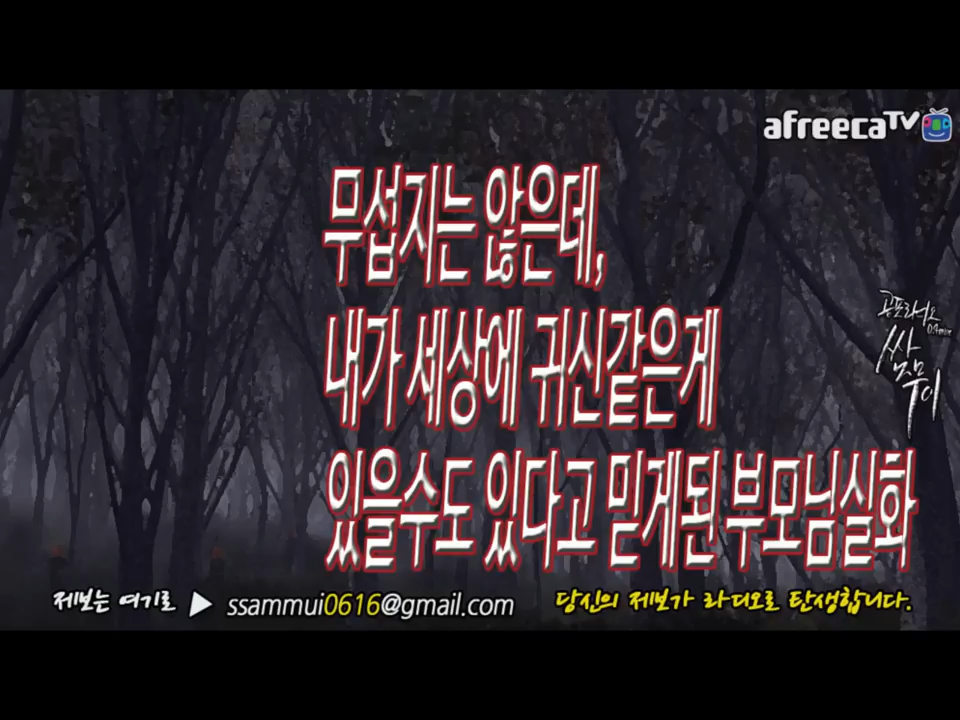 afreecaTV
무섭지는 않은데,
내가 세상에 귀신같은게
있을수도 있다고 믿게된 부모님실화
공포라디오
쌈무이
제보는 여기로 ▶ ssammui0616@gmail.com
당신의 제보가 라디오로 탄생합니다.